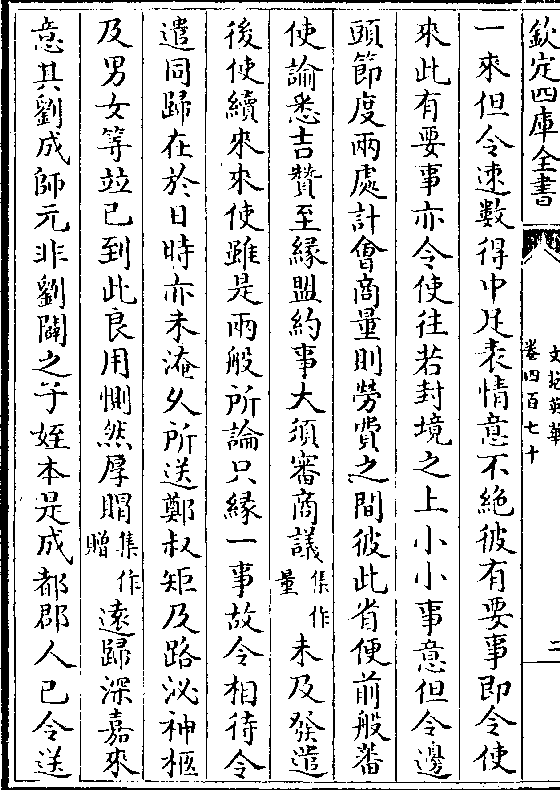 欽定四庫全書
文苑英華
卷四百七十
三
一來但令速數得中足表情意不絶彼有要事即令使
來此有要事亦令使往若封境之上小小事意但令邊
頭節度兩處計會商量則勞費之間彼此省便前般蕃
使論悉吉贊至緣盟約事大須審商議集作量未及發遣
後使續來來使雖是兩般所論只緣一事故令相待令
遣同歸在於日時亦未淹久所送鄭叔矩及路泌神柩
及男女等竝已到此良用惻然厚賵集作贈遠歸深嘉來
意其劉成師元非劉闢之子姪本是成都郡人已令送